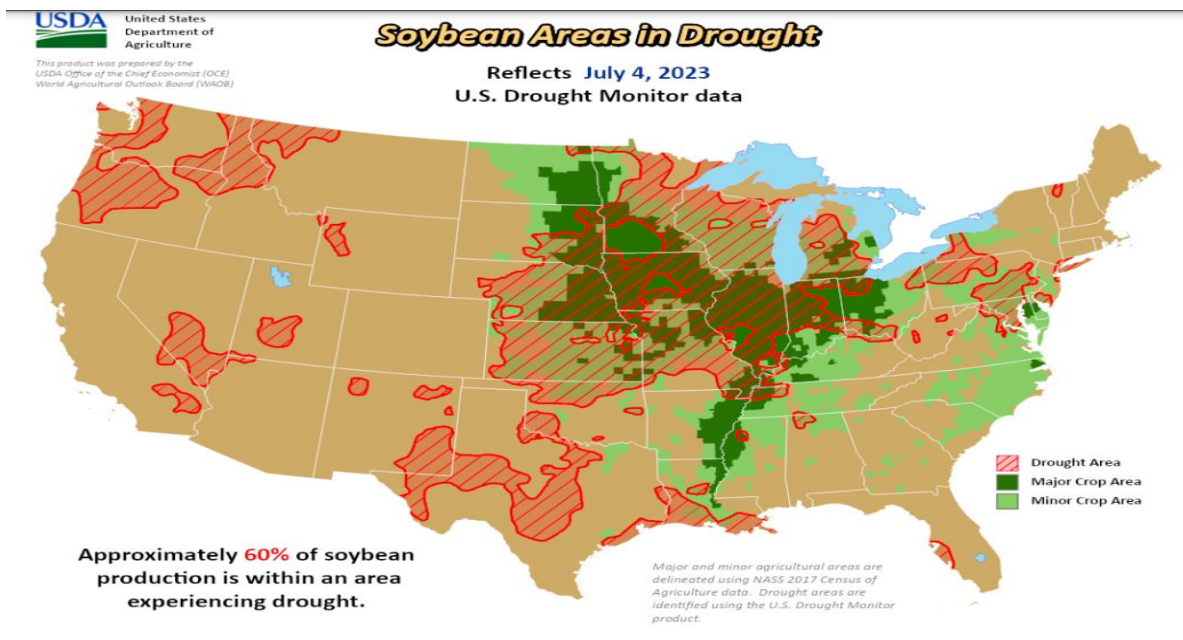 USDA
United States
Department of
Agriculture
This product was prepared by the
USDA Office of the Chief Economist (OCE)
World Agricultural Outlook Board (WAOB)
Soybean Areas in Drought
Reflects July 4, 2023
U.S. Drought Monitor data
Drought Area
Major Crop Area
Minor Crop Area
Approximately 60% of soybean
production is within an area
experiencing drought.
Major and minor agricultural areas are
delineated using NASS 2017 Census of
Agriculture data. Drought areas are
identified using the U.S. Drought Monitor
product.